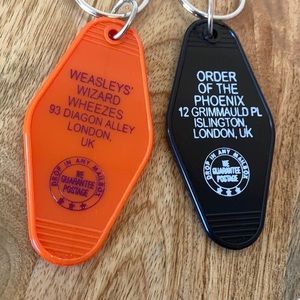 WEASLEYS'
WIZARD
WHEEZES
93 DIAGON ALLEY
LONDON,
UK
DROP IN ANY MAILBOX
WE
GUARANTEE
POSTAGE
ORDER
OF THE
PHOENIX
12 GRIMMAULD PL
ISLINGTON,
LONDON, UK
DROP IN ANY MAILBOX
WE
GUARANTEE
POSTAGE